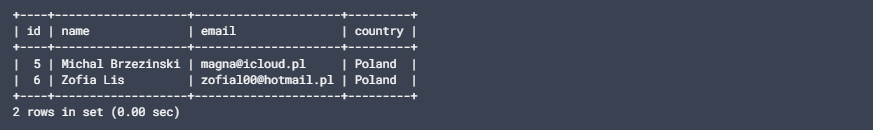 +----+-------------------+--------------------+---------+
| id | name              | email              | country |
+----+-------------------+--------------------+---------+
|  5 | Michal Brzezinski | magna@icloud.pl    | Poland  |
|  6 | Zofia Lis         | zofial00@hotmail.pl | Poland  |
+----+-------------------+--------------------+---------+
2 rows in set (0.00 sec)